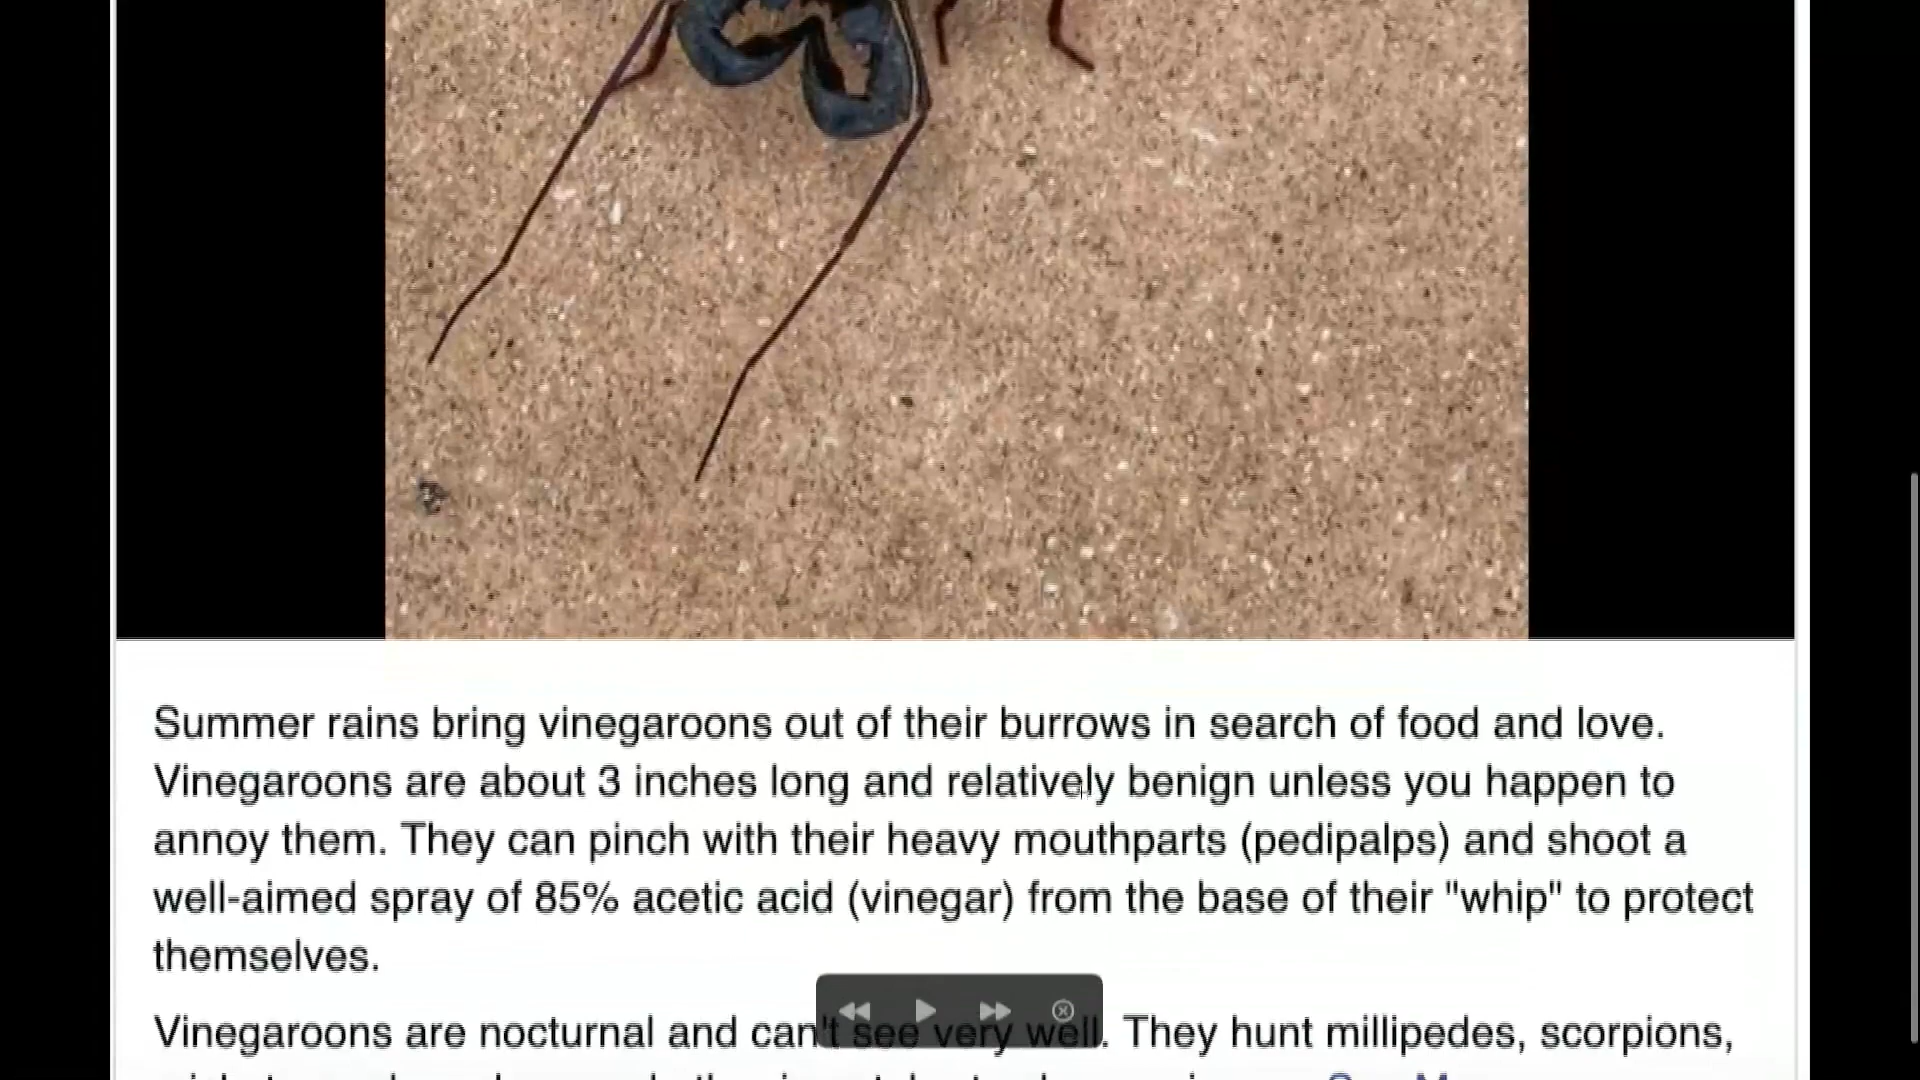 Summer rains bring vinegaroons out of their burrows in search of food and love.
Vinegaroons are about 3 inches long and relatively benign unless you happen to
annoy them. They can pinch with their heavy mouthparts (pedipalps) and shoot a
well-aimed spray of 85% acetic acid (vinegar) from the base of their "whip" to protect
themselves.
Vinegaroons are nocturnal and can't see very well. They hunt millipedes, scorpions,